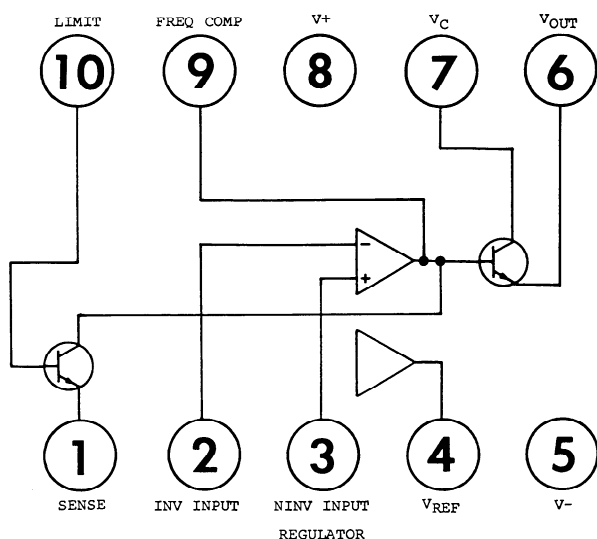 LIMIT FREQ COMP V+ VC VOUT
10 9 8 7 6
−
+
1 2 3 4 5
SENSE INV INPUT NINV INPUT VREF V−
REGULATOR